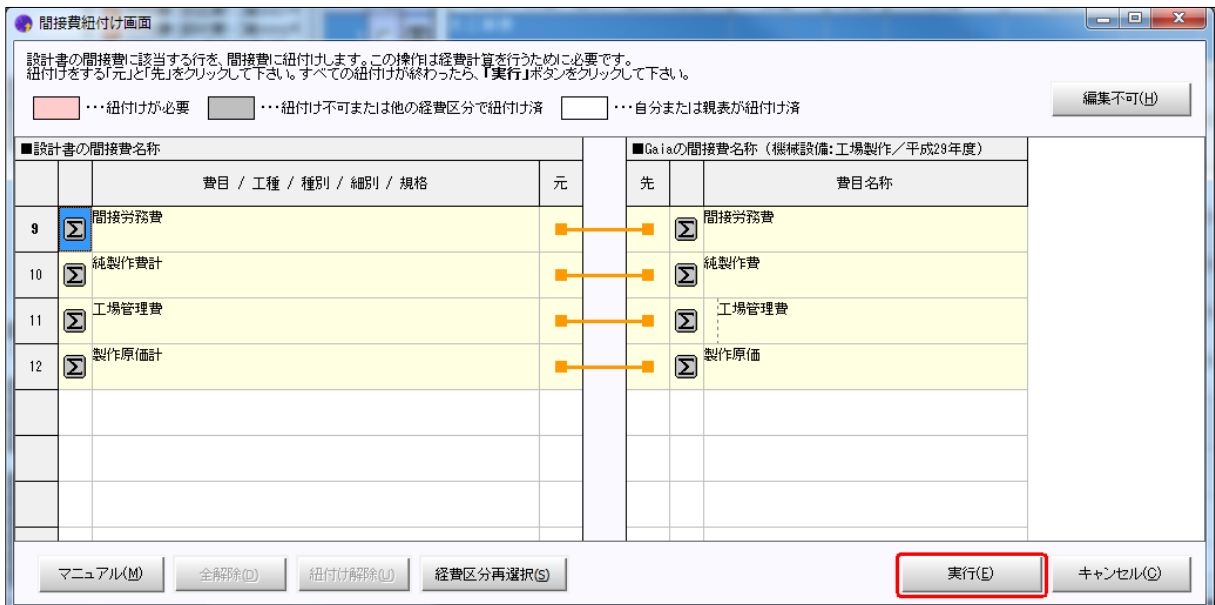 間接費紐付け画面
設計書の間接費に該当する行を、間接費に紐付けします。この操作は経費計算を行うために必要です。
紐付けをする「元」と「先」をクリックして下さい。すべての紐付けが終わったら、「実行」ボタンをクリックして下さい。
･･･紐付けが必要 ･･･紐付け不可または他の経費区分で紐付け済 ･･･自分または親表が紐付け済
編集不可(H)
■設計書の間接費名称 ■Gaiaの間接費名称（機械設備:工場製作／平成29年度）
費目 / 工種 / 種別 / 細別 / 規格 元 先 費目名称
9 Σ 間接労務費 Σ 間接労務費
10 Σ 純製作費計 Σ 純製作費
11 Σ 工場管理費 Σ 工場管理費
12 Σ 製作原価計 Σ 製作原価
マニュアル(M) 全解除(D) 紐付け解除(U) 経費区分再選択(S) 実行(E) キャンセル(C)